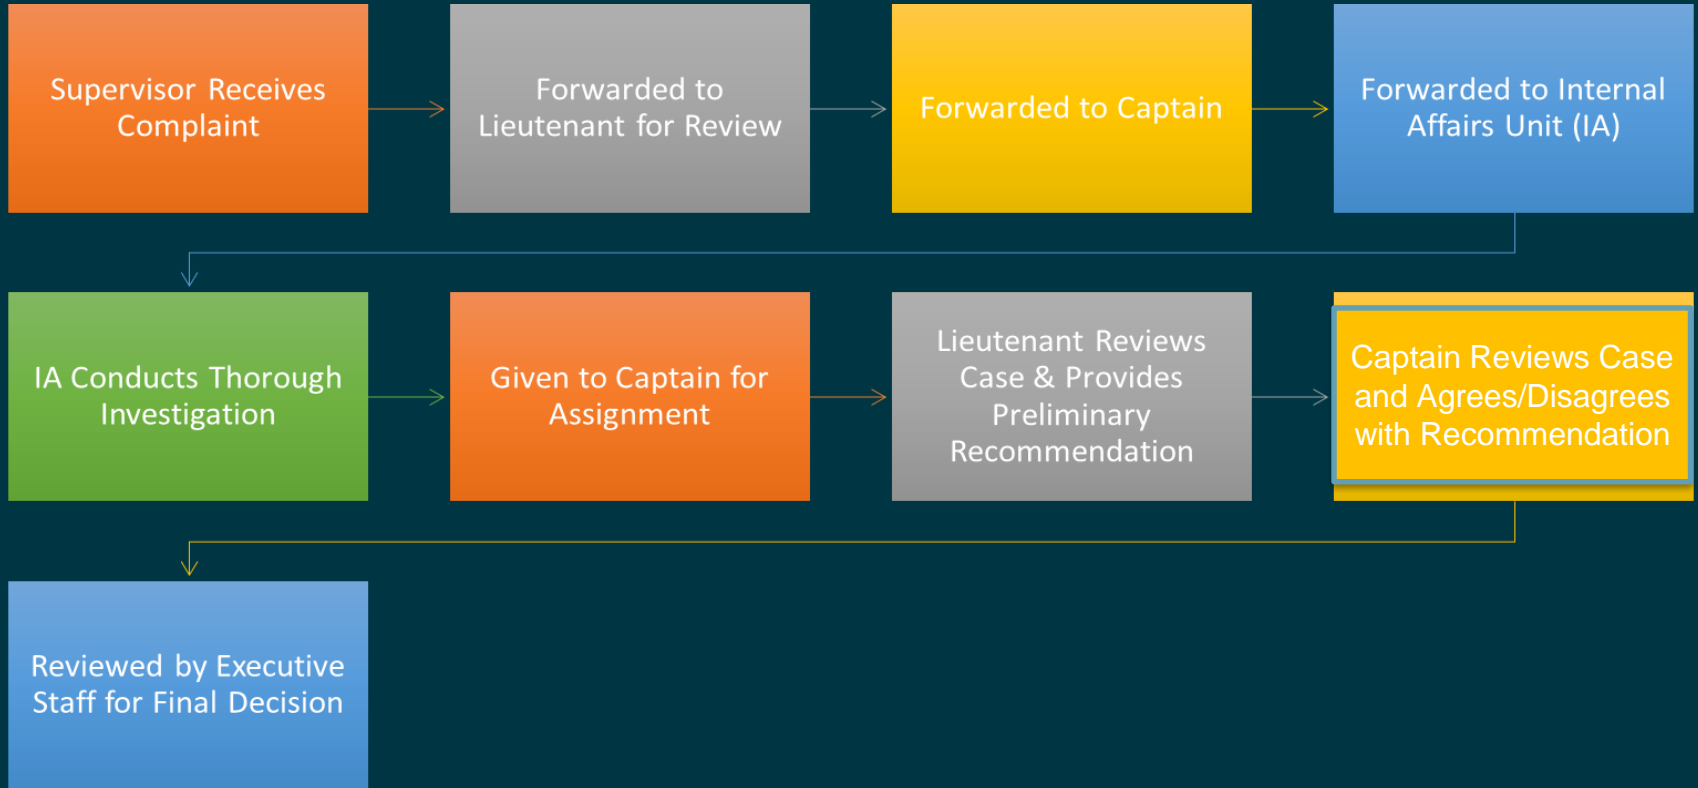 Supervisor Receives
Complaint
Forwarded to
Lieutenant for Review
Forwarded to Captain
Forwarded to Internal
Affairs Unit (IA)
IA Conducts Thorough
Investigation
Given to Captain for
Assignment
Lieutenant Reviews
Case & Provides
Preliminary
Recommendation
Captain Reviews Case
and Agrees/Disagrees
with Recommendation
Reviewed by Executive
Staff for Final Decision